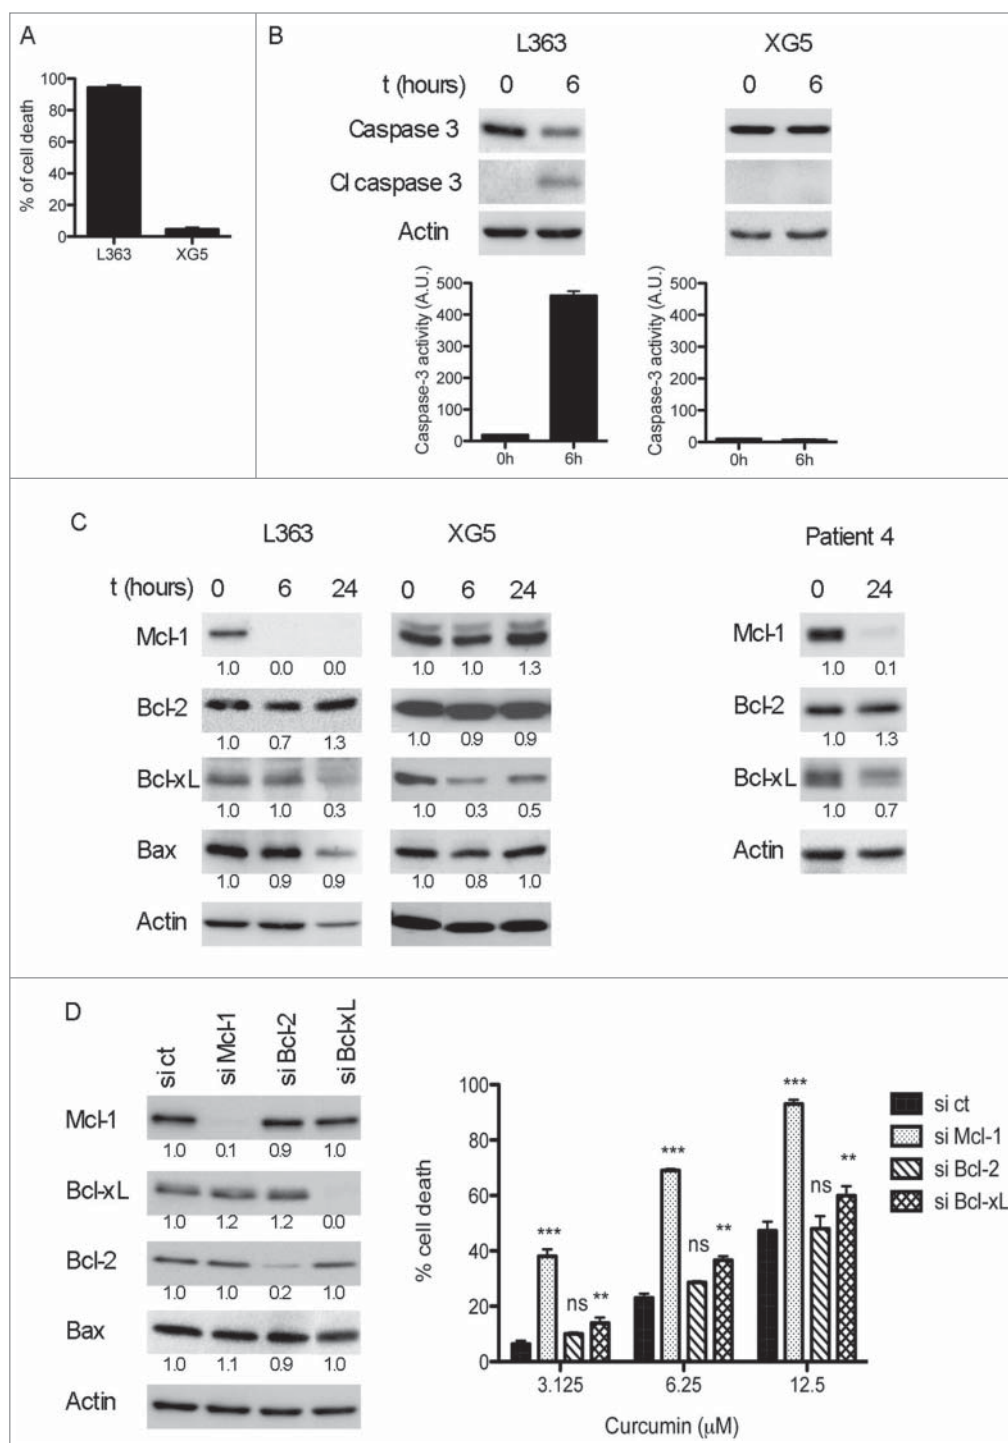 A
% of cell death
100
80
60
40
20
0
L363 XG5
B
L363 XG5
t (hours) 0 6 0 6
Caspase 3
Cl caspase 3
Actin
Caspase-3 activity (A.U.)
500
400
300
200
100
0
0h 6h
Caspase-3 activity (A.U.)
500
400
300
200
100
0
0h 6h
C
L363 XG5 Patient 4
t (hours) 0 6 24 0 6 24 0 24
Mcl-1
1.0 0.0 0.0 1.0 1.0 1.3
Bcl-2
1.0 0.7 1.3 1.0 0.9 0.9
Bcl-xL
1.0 1.0 0.3 1.0 0.3 0.5
Bax
1.0 0.9 0.9 1.0 0.8 1.0
Actin
Mcl-1
1.0 0.1
Bcl-2
1.0 1.3
Bcl-xL
1.0 0.7
Actin
D
si ct si Mcl-1 si Bcl-2 si Bcl-xL
Mcl-1
1.0 0.1 0.9 1.0
Bcl-xL
1.0 1.2 1.2 0.0
Bcl-2
1.0 1.0 0.2 1.0
Bax
1.0 1.1 0.9 1.0
Actin
% cell death
100
80
60
40
20
0
*** ns **
*** ns **
*** ns **
3.125 6.25 12.5
Curcumin (μM)
si ct
si Mcl-1
si Bcl-2
si Bcl-xL